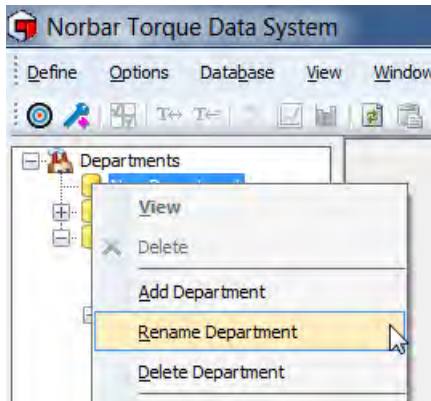 Norbar Torque Data System
Define Options Database View Window
Departments
View
Delete
Add Department
Rename Department
Delete Department